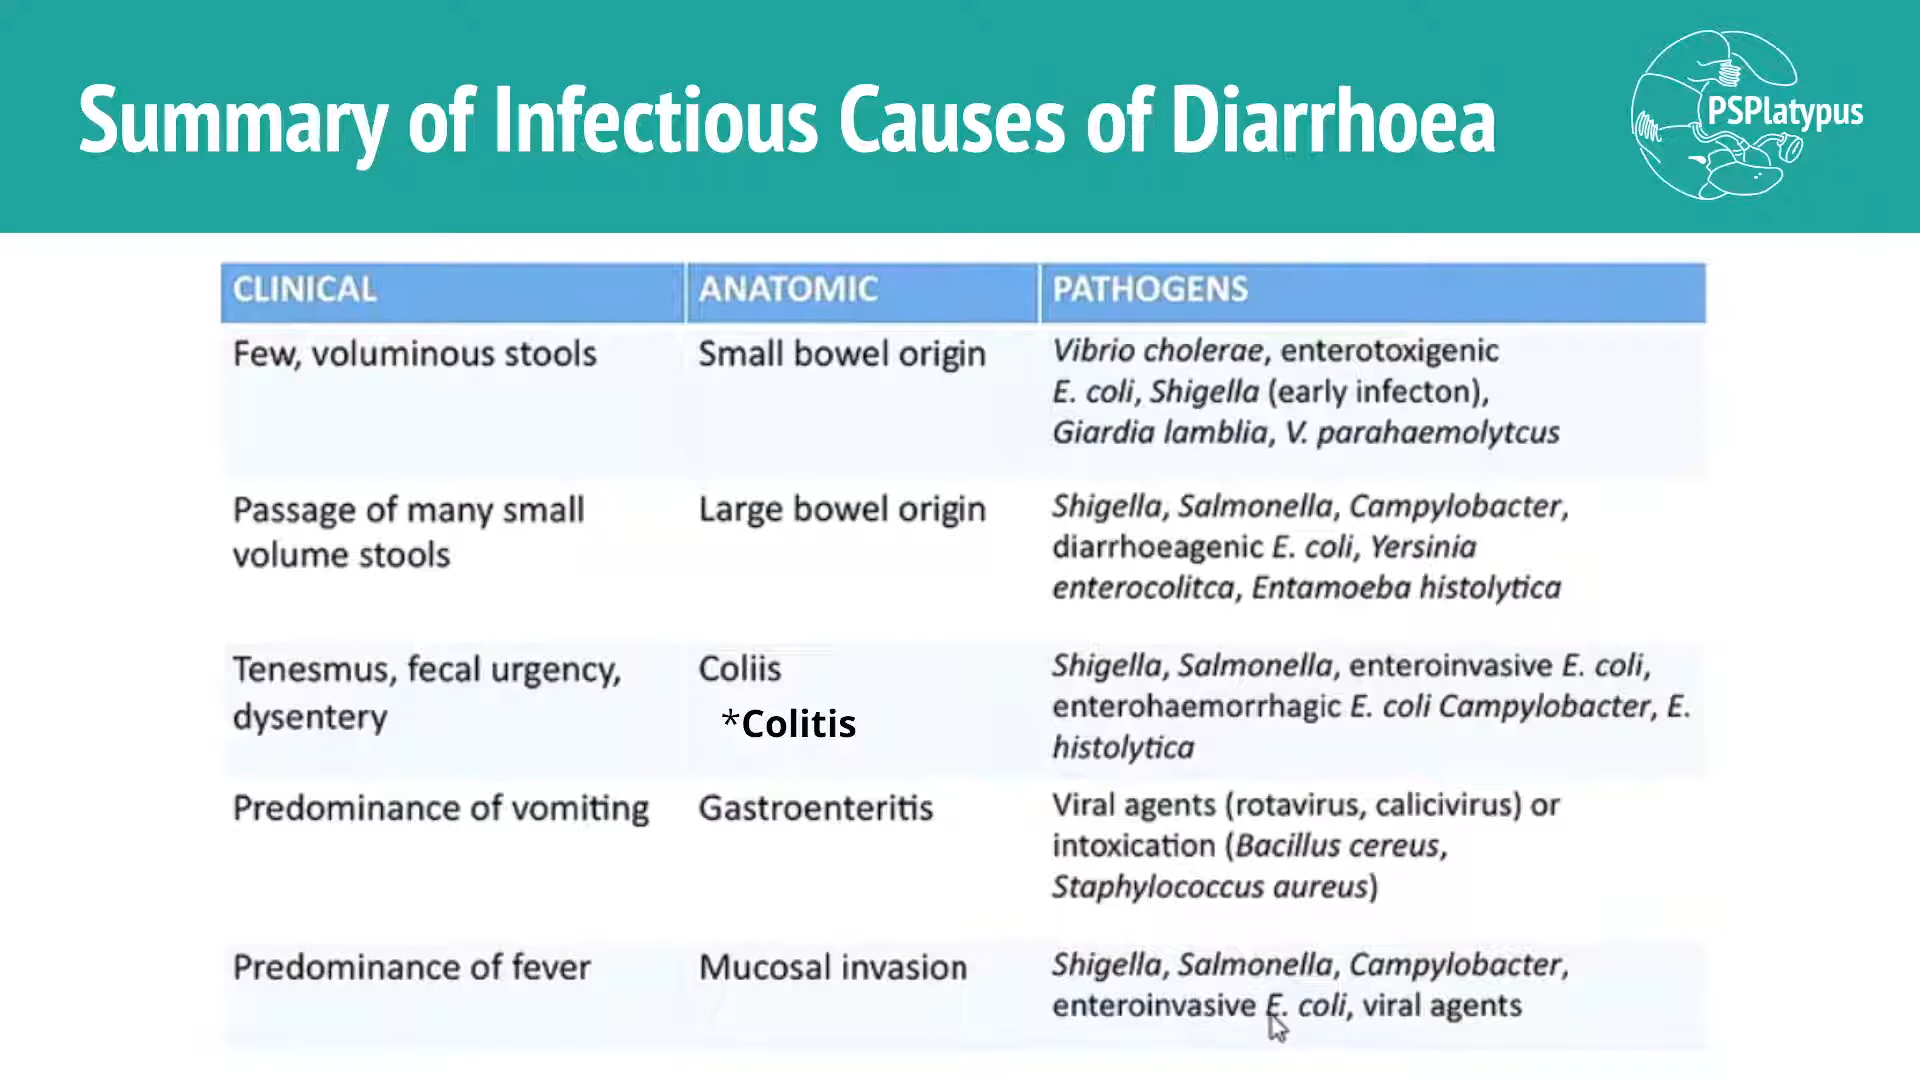 Summary of Infectious Causes of Diarrhoea
PSPlatypus
CLINICAL ANATOMIC PATHOGENS
Few, voluminous stools Small bowel origin Vibrio cholerae, enterotoxigenic
E. coli, Shigella (early infecton),
Giardia lamblia, V. parahaemolytcus
Passage of many small Large bowel origin Shigella, Salmonella, Campylobacter,
volume stools diarrhoeagenic E. coli, Yersinia
enterocolitca, Entamoeba histolytica
Tenesmus, fecal urgency, Coliis Shigella, Salmonella, enteroinvasive E. coli,
dysentery *Colitis enterohaemorrhagic E. coli Campylobacter, E.
histolytica
Predominance of vomiting Gastroenteritis Viral agents (rotavirus, calicivirus) or
intoxication (Bacillus cereus,
Staphylococcus aureus)
Predominance of fever Mucosal invasion Shigella, Salmonella, Campylobacter,
enteroinvasive E. coli, viral agents